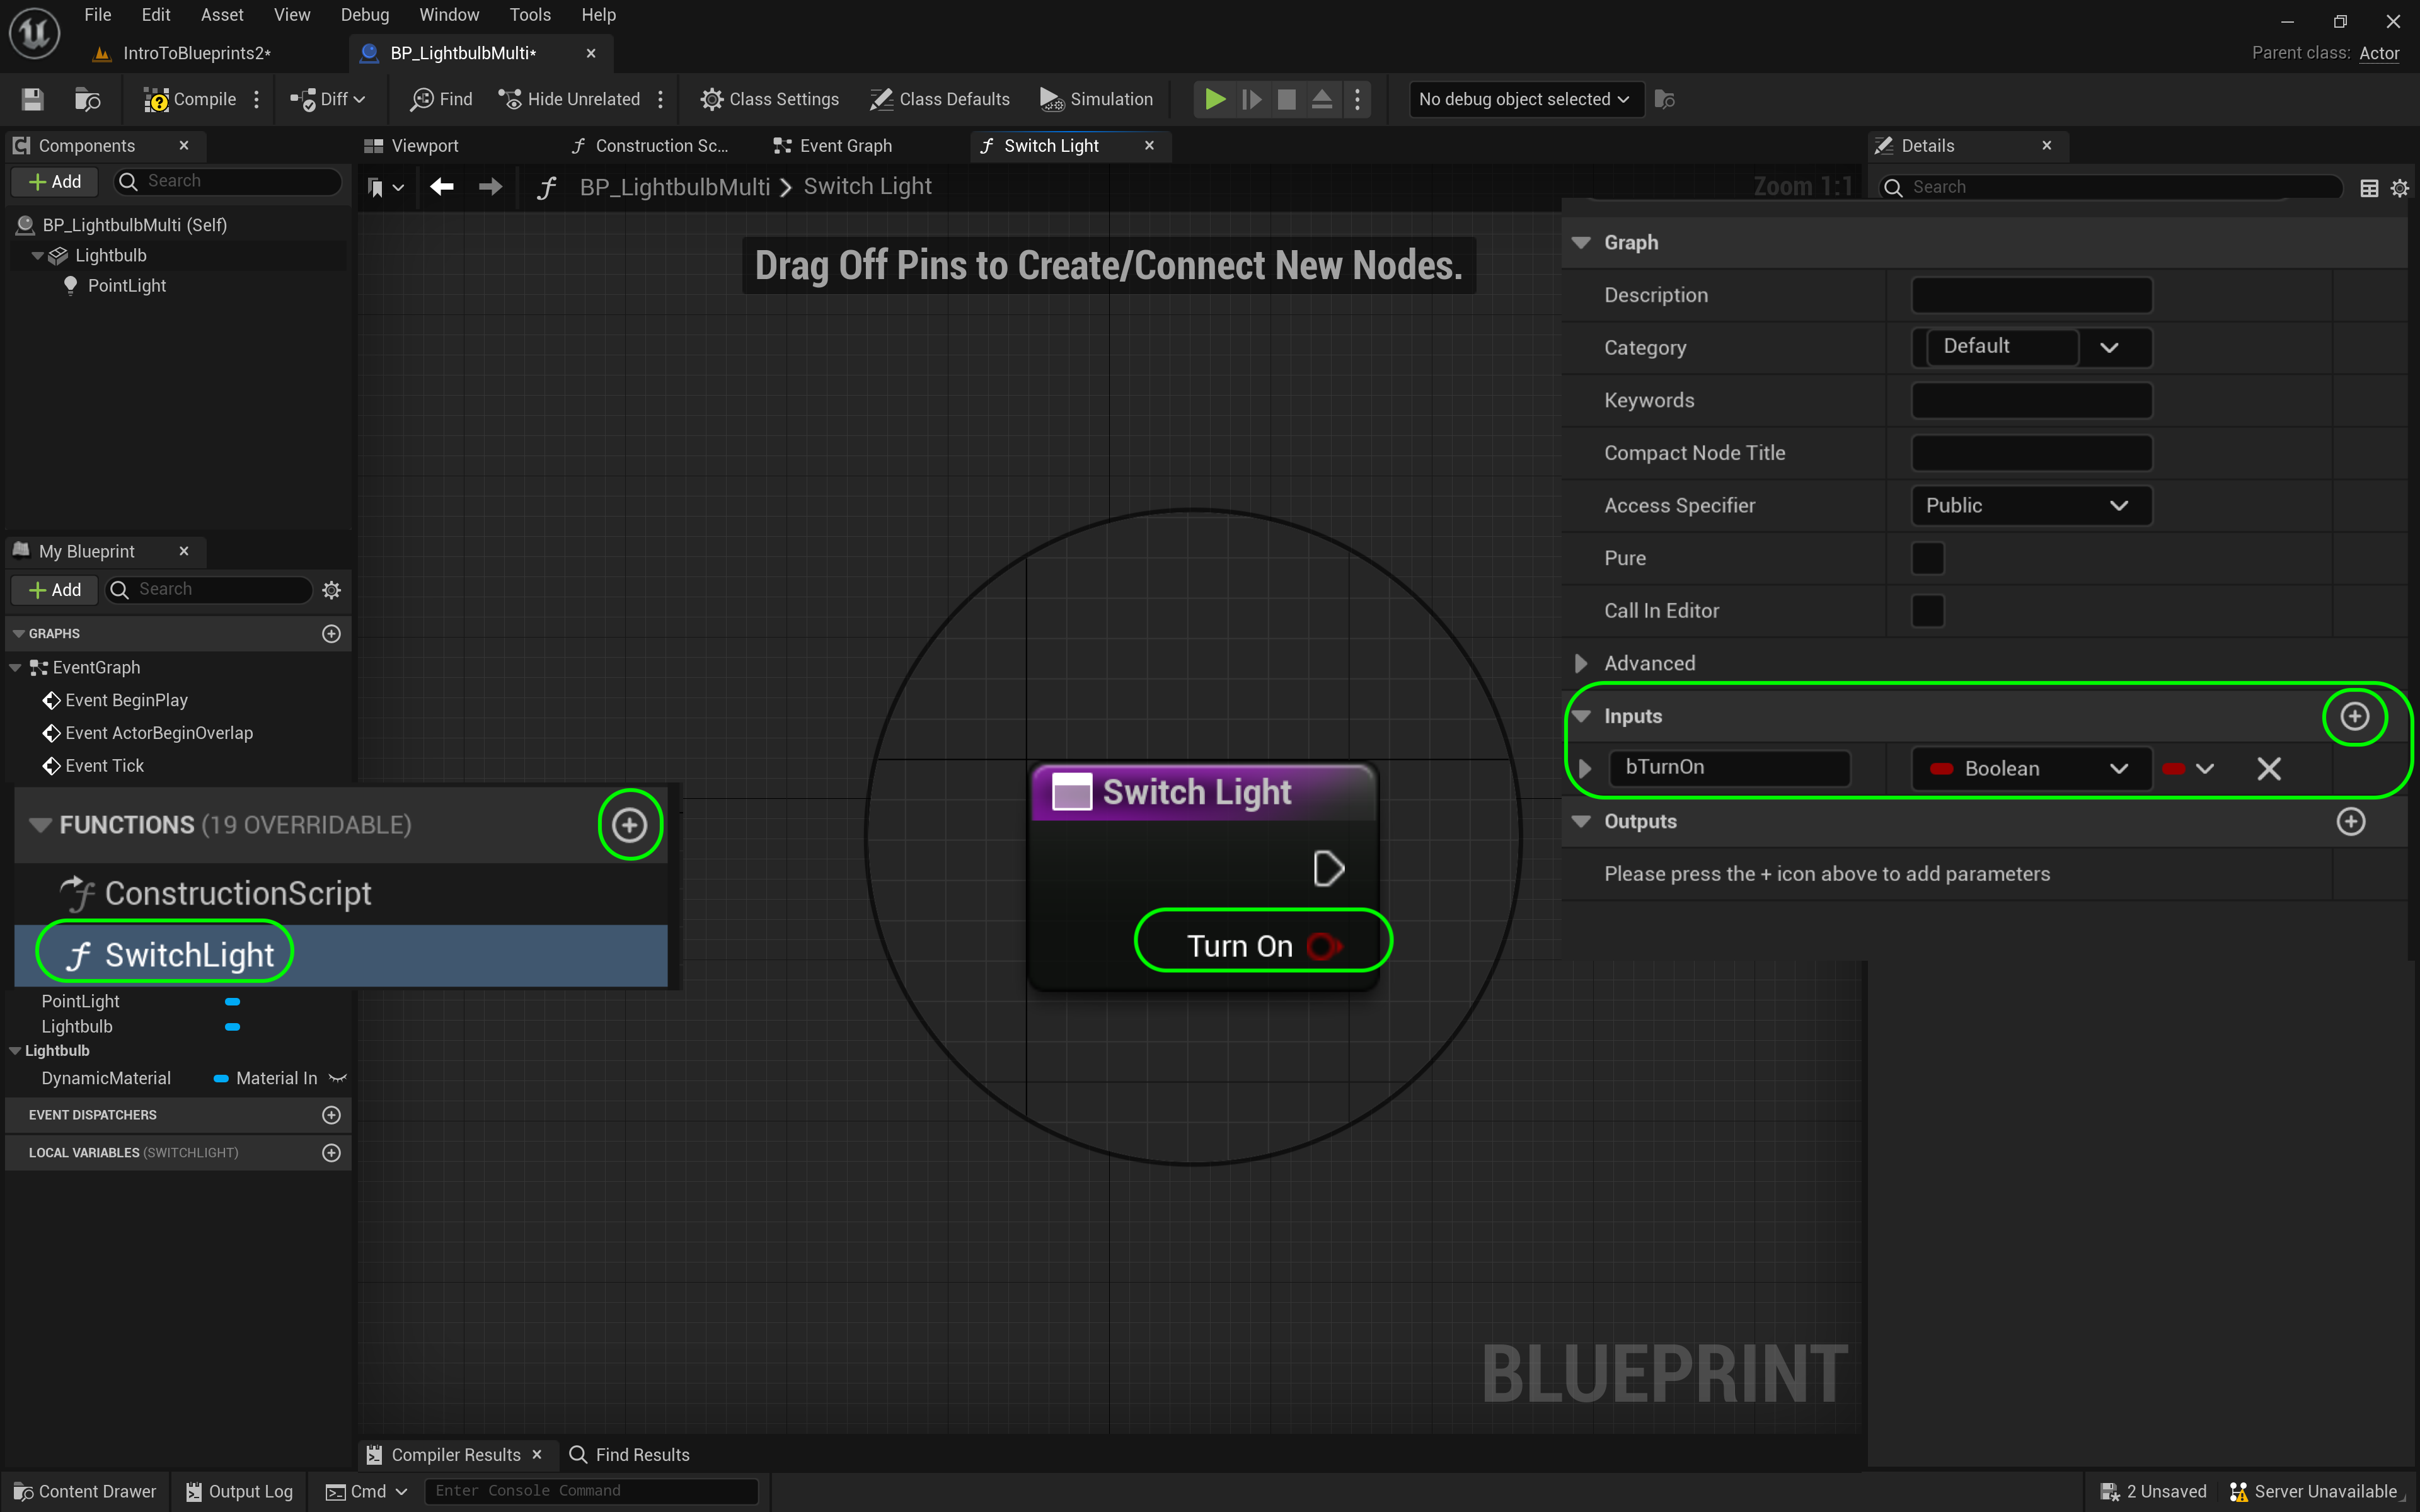 File Edit Asset View Debug Window Tools Help
IntroToBlueprints2* BP_LightbulbMulti*
Parent class: Actor
Compile Diff Find Hide Unrelated Class Settings Class Defaults Simulation No debug object selected
Components Viewport Construction Sc... Event Graph Switch Light Details
Add Search
BP_LightbulbMulti > Switch Light
Zoom 1:1
Search
BP_LightbulbMulti (Self)
Lightbulb
PointLight
Drag Off Pins to Create/Connect New Nodes.
My Blueprint
Add Search
GRAPHS
EventGraph
Event BeginPlay
Event ActorBeginOverlap
Event Tick
FUNCTIONS (19 OVERRIDABLE)
ConstructionScript
SwitchLight
PointLight
Lightbulb
Lightbulb
DynamicMaterial Material In
EVENT DISPATCHERS
LOCAL VARIABLES (SWITCHLIGHT)
Switch Light
Turn On
Graph
Description
Category Default
Keywords
Compact Node Title
Access Specifier Public
Pure
Call In Editor
Advanced
Inputs
bTurnOn Boolean
Outputs
Please press the + icon above to add parameters
BLUEPRINT
Compiler Results Find Results
Content Drawer Output Log Cmd Enter Console Command 2 Unsaved Server Unavailable